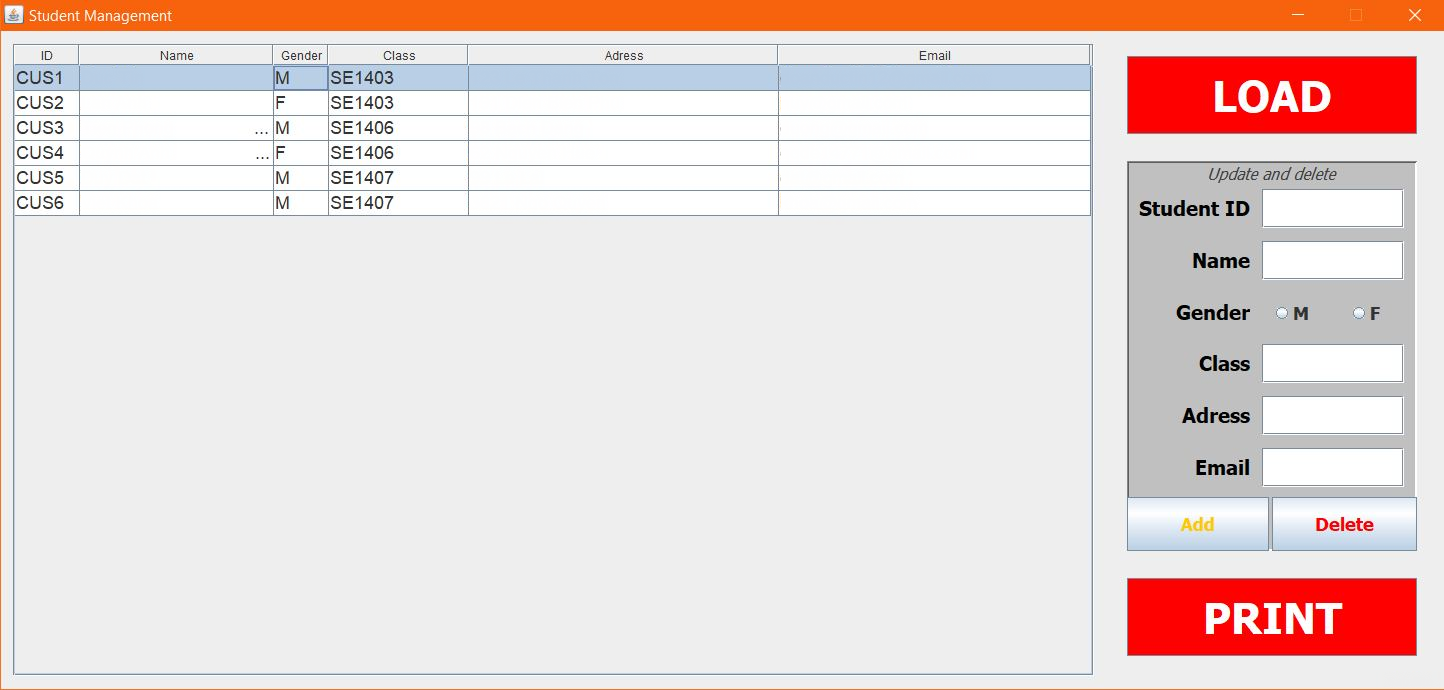 Student Management
ID Name Gender Class Adress Email
CUS1 M SE1403
CUS2 F SE1403
CUS3 ... M SE1406
CUS4 ... F SE1406
CUS5 M SE1407
CUS6 M SE1407
LOAD
Update and delete
Student ID
Name
Gender M F
Class
Adress
Email
Add Delete
PRINT